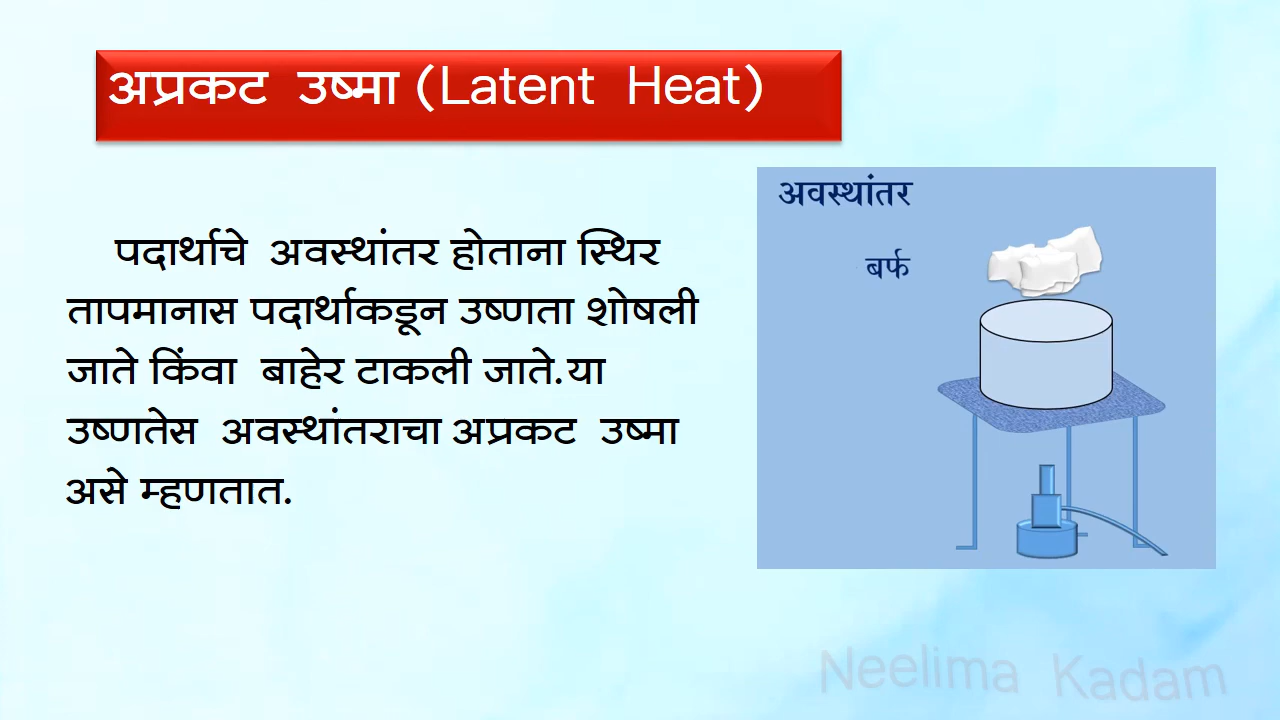 अप्रकट उष्मा (Latent Heat)
अवस्थांतर
बर्फ
पदार्थाचे अवस्थांतर होताना स्थिर
तापमानास पदार्थाकडून उष्णता शोषली
जाते किंवा बाहेर टाकली जाते.या
उष्णतेस अवस्थांतराचा अप्रकट उष्मा
असे म्हणतात.
Neelima Kadam